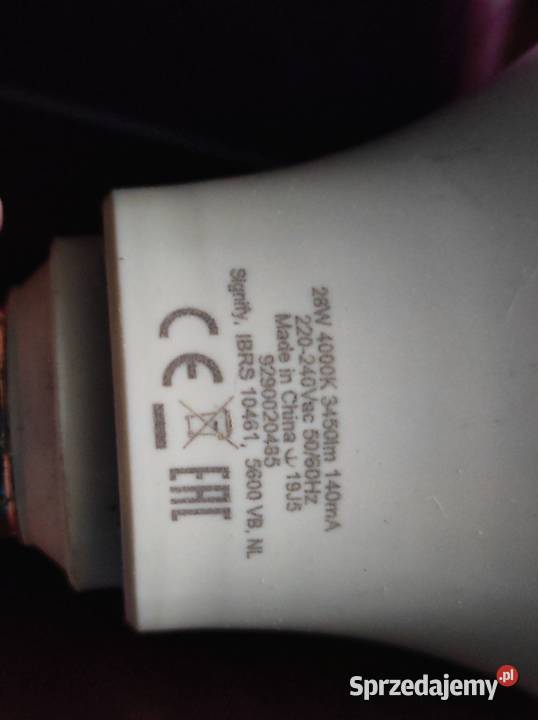 28W 4000K 3450lm 140mA
220-240Vac 50/60Hz
Made in China 19J5
9290020485
Signify, IBRS 10461, 5600 VB, NL
CE EAC
Sprzedajemy.pl